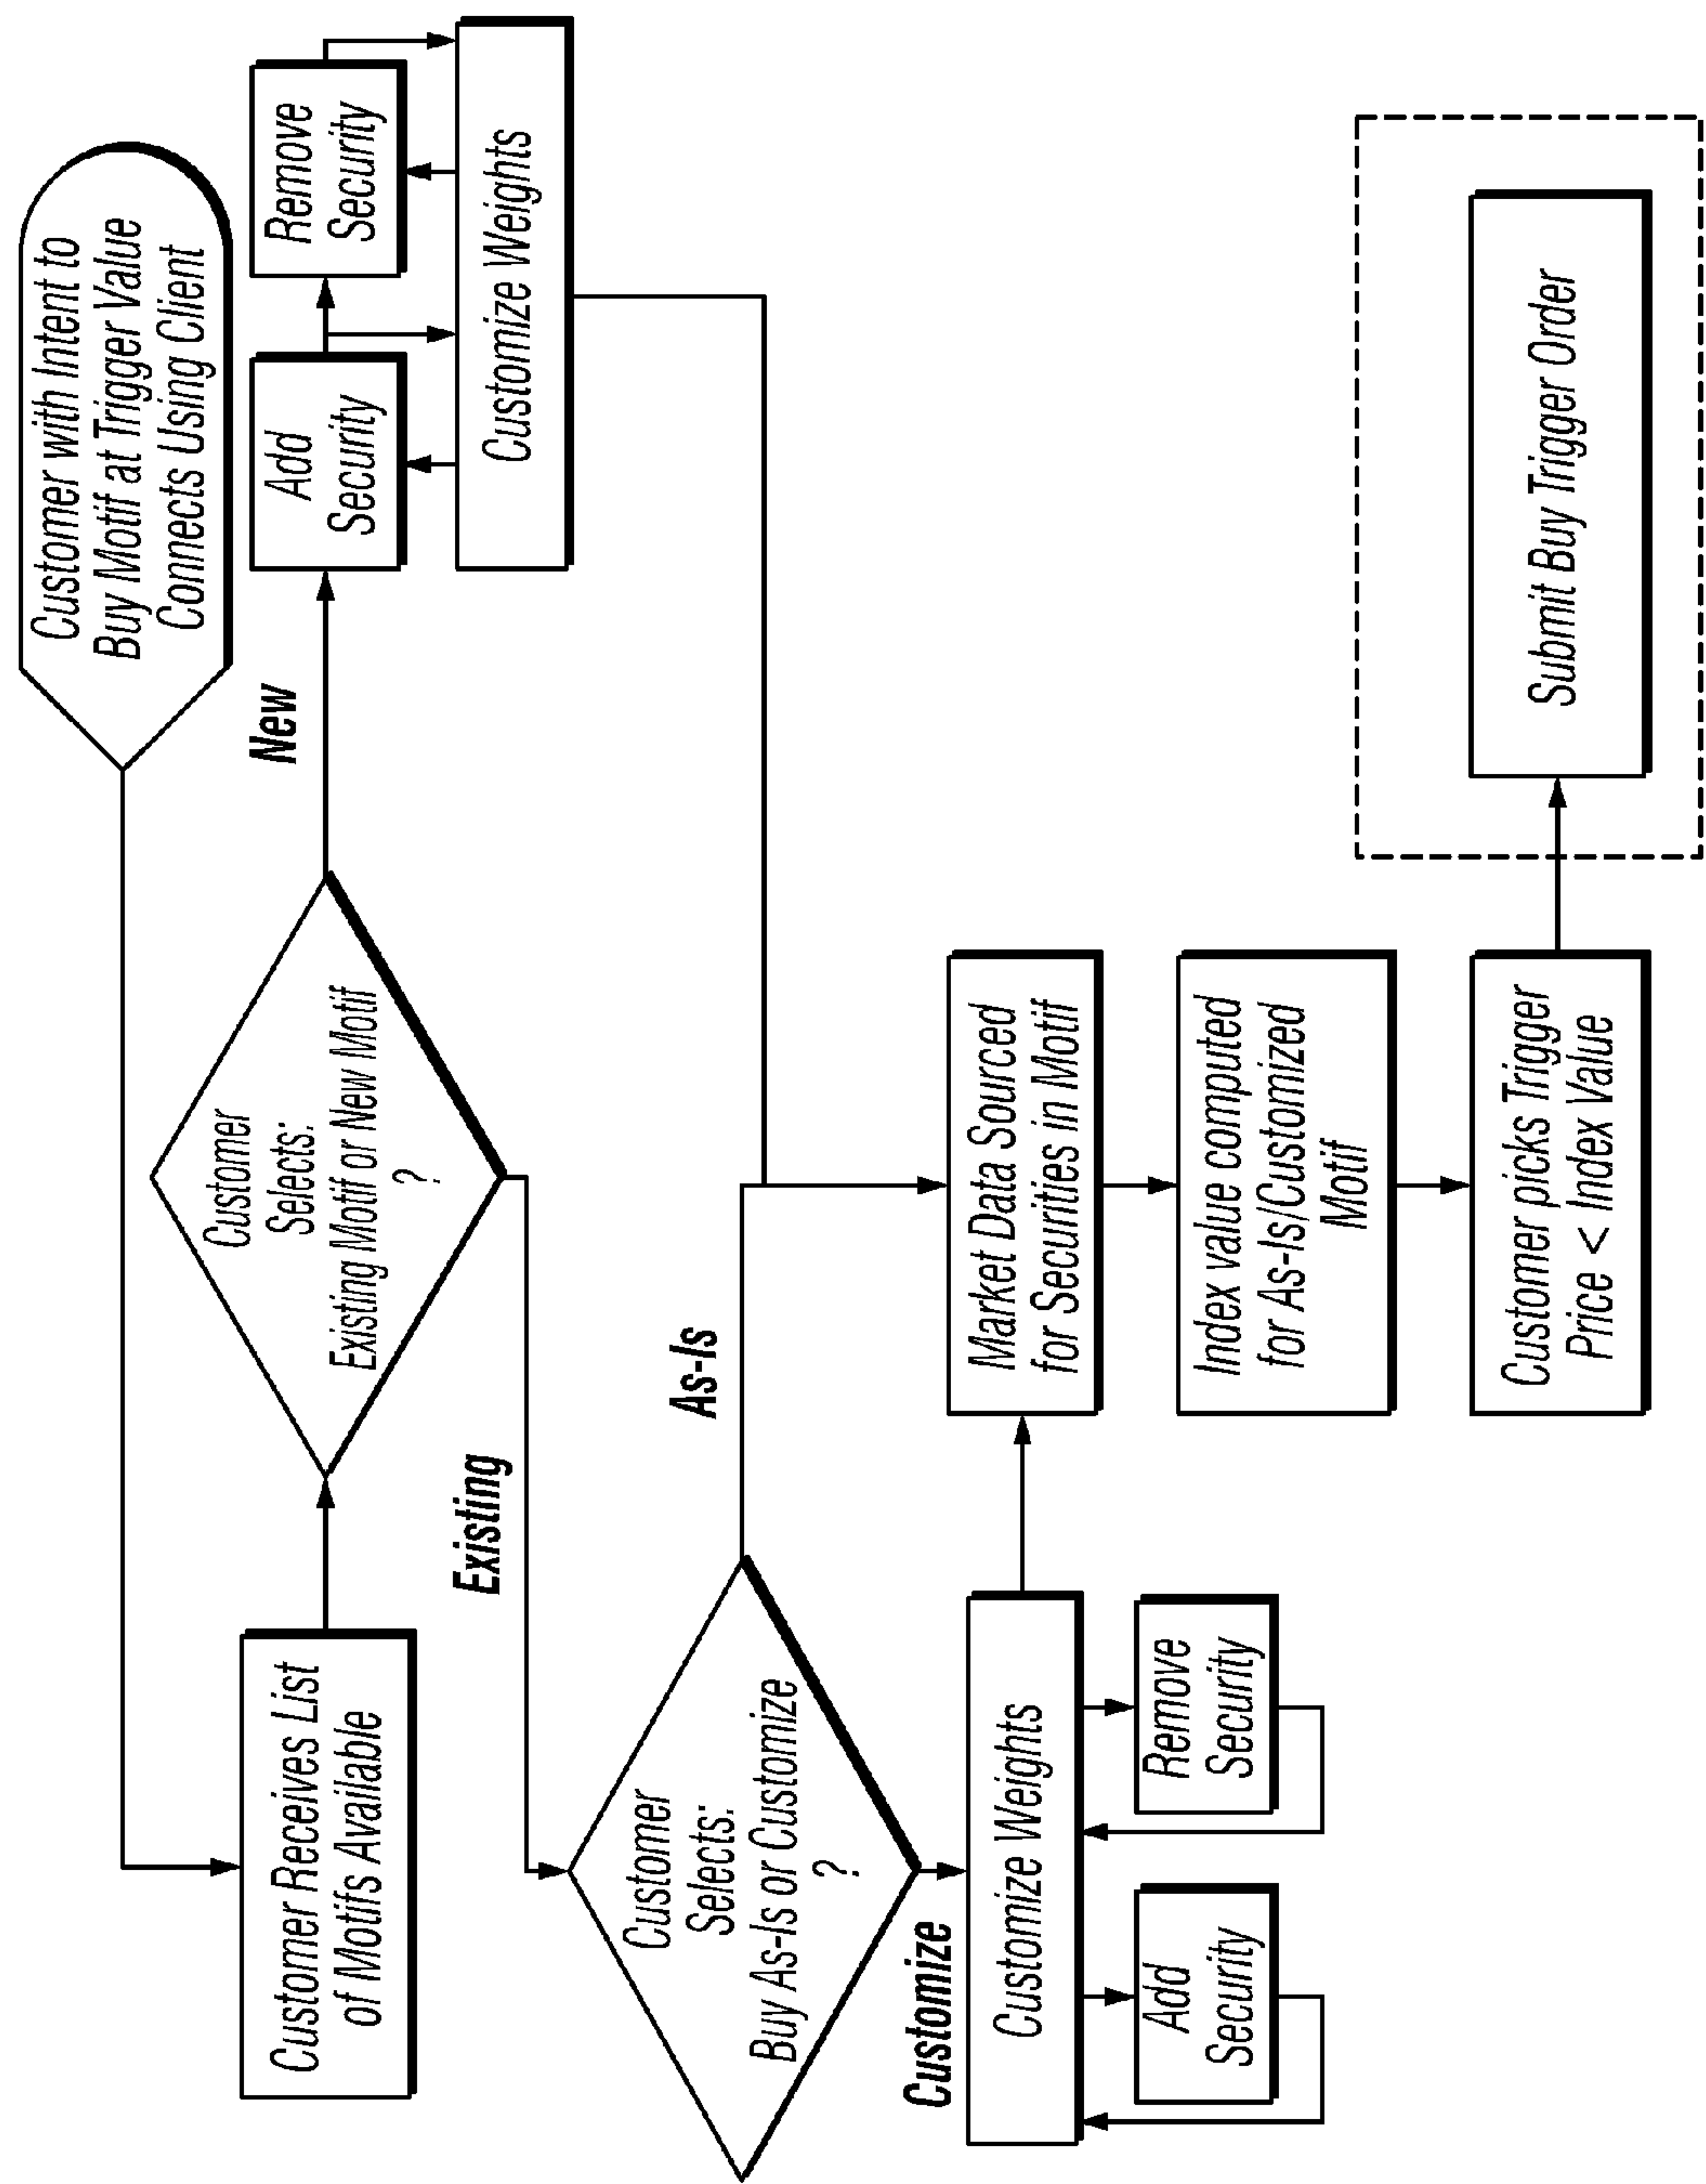 Customer with Intent to
Buy Motif at Trigger Value
Connects Using Client
Customer Receives List
of Motifs Available
Customer
Selects:
Existing Motif or New Motif
?
New
Add
Security
Remove
Security
Customize Weights
Existing
Customer
Selects:
Buy As-Is or Customize
?
As-Is
Customize
Customize Weights
Add
Security
Remove
Security
Market Data Sourced
for Securities in Motif
Index value computed
for As-Is/Customized
Motif
Customer picks Trigger
Price < Index Value
Submit Buy Trigger Order